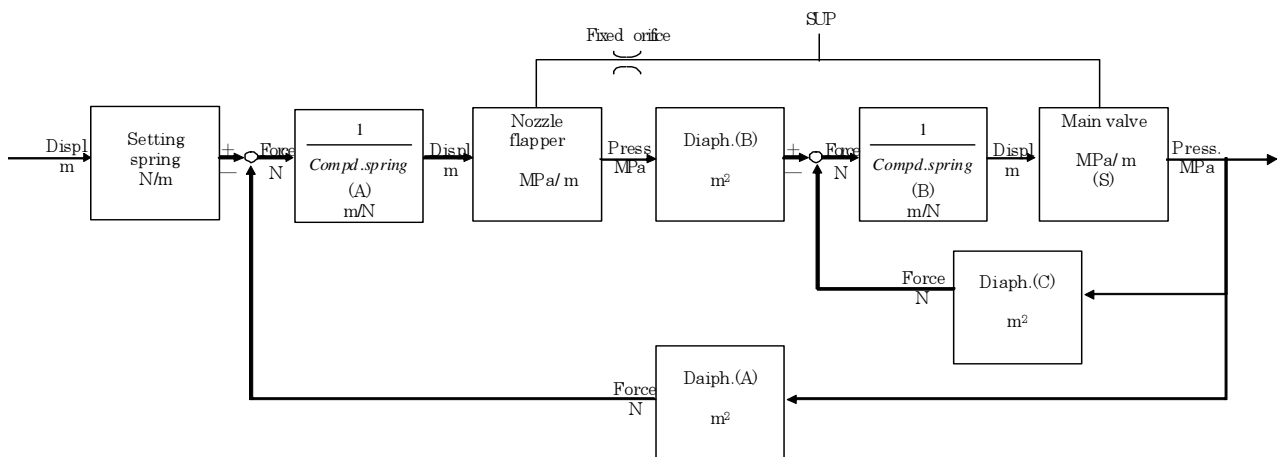 SUP
Fixed orifice
Displ
m
Setting
spring
N/m
+
−
Force
N
1
Compd.spring
(A)
m/N
Displ
m
Nozzle
flapper
MPa/m
Press
MPa
Diaph.(B)
m²
+
−
Force
N
1
Compd.spring
(B)
m/N
Displ
m
Main valve
MPa/m
(S)
Press.
MPa
Force
N
Diaph.(C)
m²
Force
N
Daiph.(A)
m²